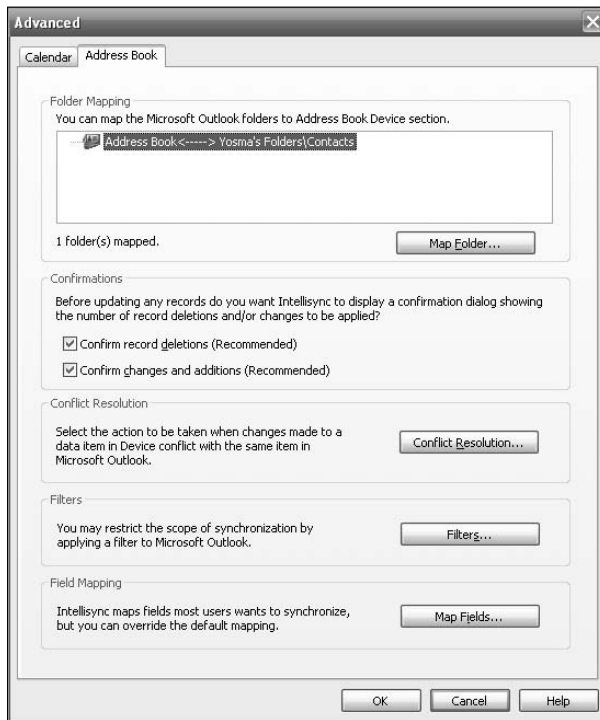 Advanced
Calendar
Address Book
Folder Mapping
You can map the Microsoft Outlook folders to Address Book Device section.
Address Book<-----> Yosma's Folders\Contacts
1 folder(s) mapped.
Map Folder...
Confirmations
Before updating any records do you want Intellisync to display a confirmation dialog showing
the number of record deletions and/or changes to be applied?
Confirm record deletions (Recommended)
Confirm changes and additions (Recommended)
Conflict Resolution
Select the action to be taken when changes made to a
data item in Device conflict with the same item in
Microsoft Outlook.
Conflict Resolution...
Filters
You may restrict the scope of synchronization by
applying a filter to Microsoft Outlook.
Filters...
Field Mapping
Intellisync maps fields most users wants to synchronize,
but you can override the default mapping.
Map Fields...
OK
Cancel
Help